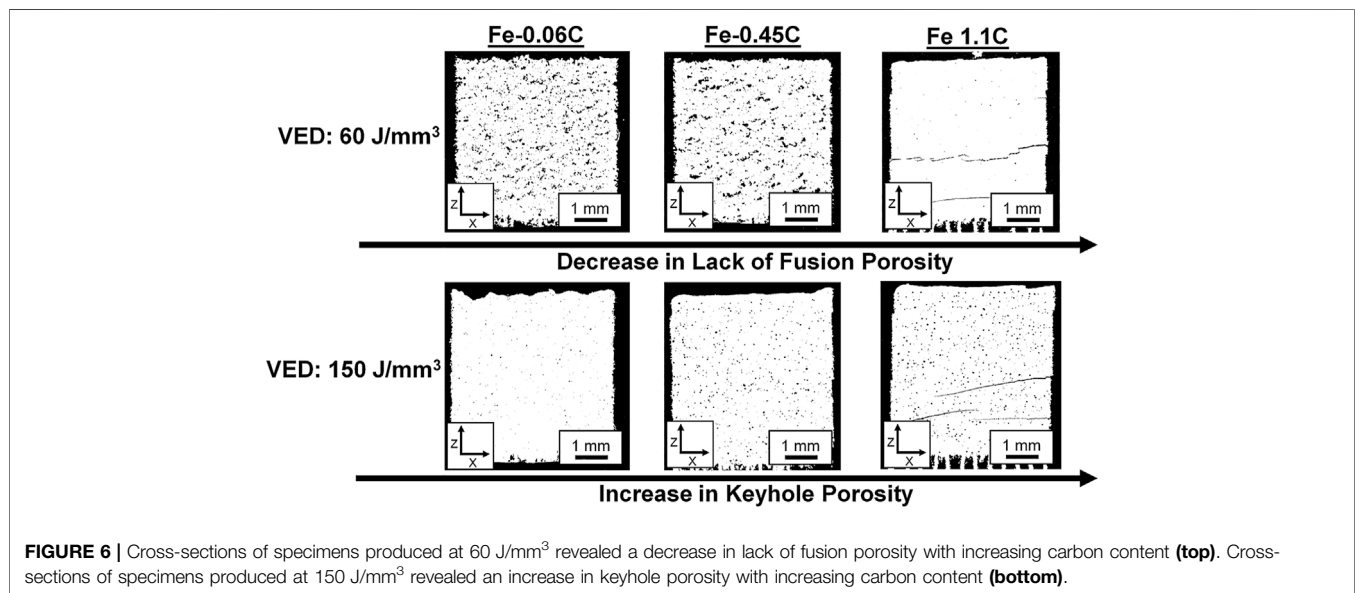 Fe-0.06C Fe-0.45C Fe 1.1C
VED: 60 J/mm³
z x 1 mm z x 1 mm z x 1 mm
Decrease in Lack of Fusion Porosity
VED: 150 J/mm³
z x 1 mm z x 1 mm z x 1 mm
Increase in Keyhole Porosity
FIGURE 6 | Cross-sections of specimens produced at 60 J/mm³ revealed a decrease in lack of fusion porosity with increasing carbon content (top). Cross-
sections of specimens produced at 150 J/mm³ revealed an increase in keyhole porosity with increasing carbon content (bottom).